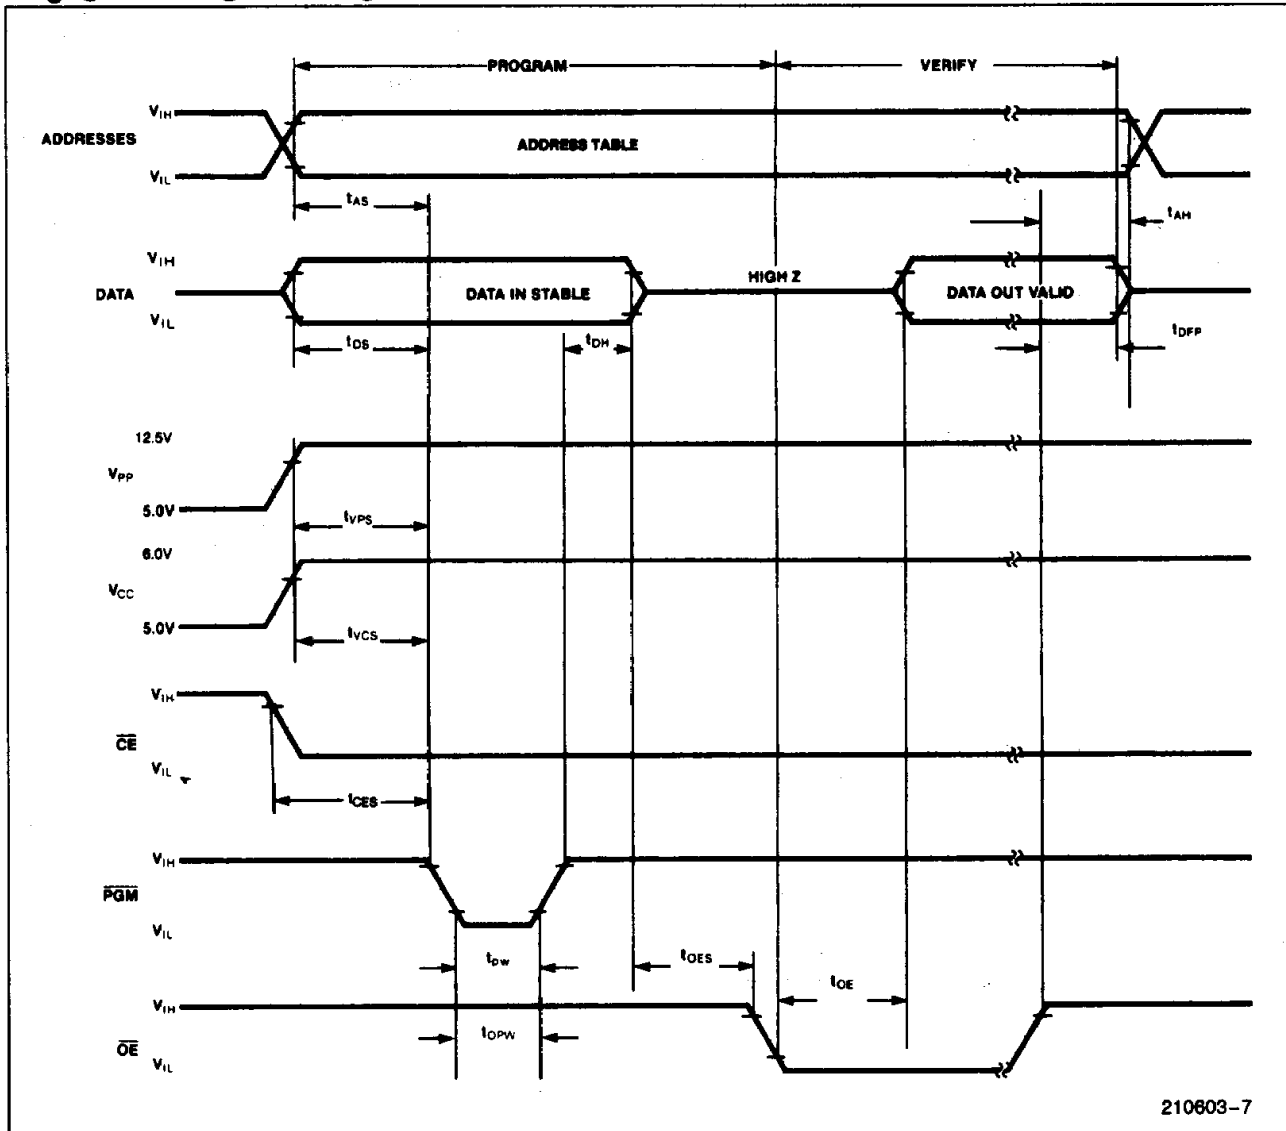 PROGRAM VERIFY
VIH
ADDRESSES ADDRESS TABLE
VIL
tAS tAH
VIH
HIGH Z
DATA DATA IN STABLE DATA OUT VALID
VIL
tDS tDH tDFP
12.5V
VPP
5.0V
tVPS
6.0V
VCC
5.0V
tVCS
VIH
CE
VIL
tCES
VIH
PGM
VIL
tPW tOES tOE
VIH
tOPW
OE
VIL
210603-7